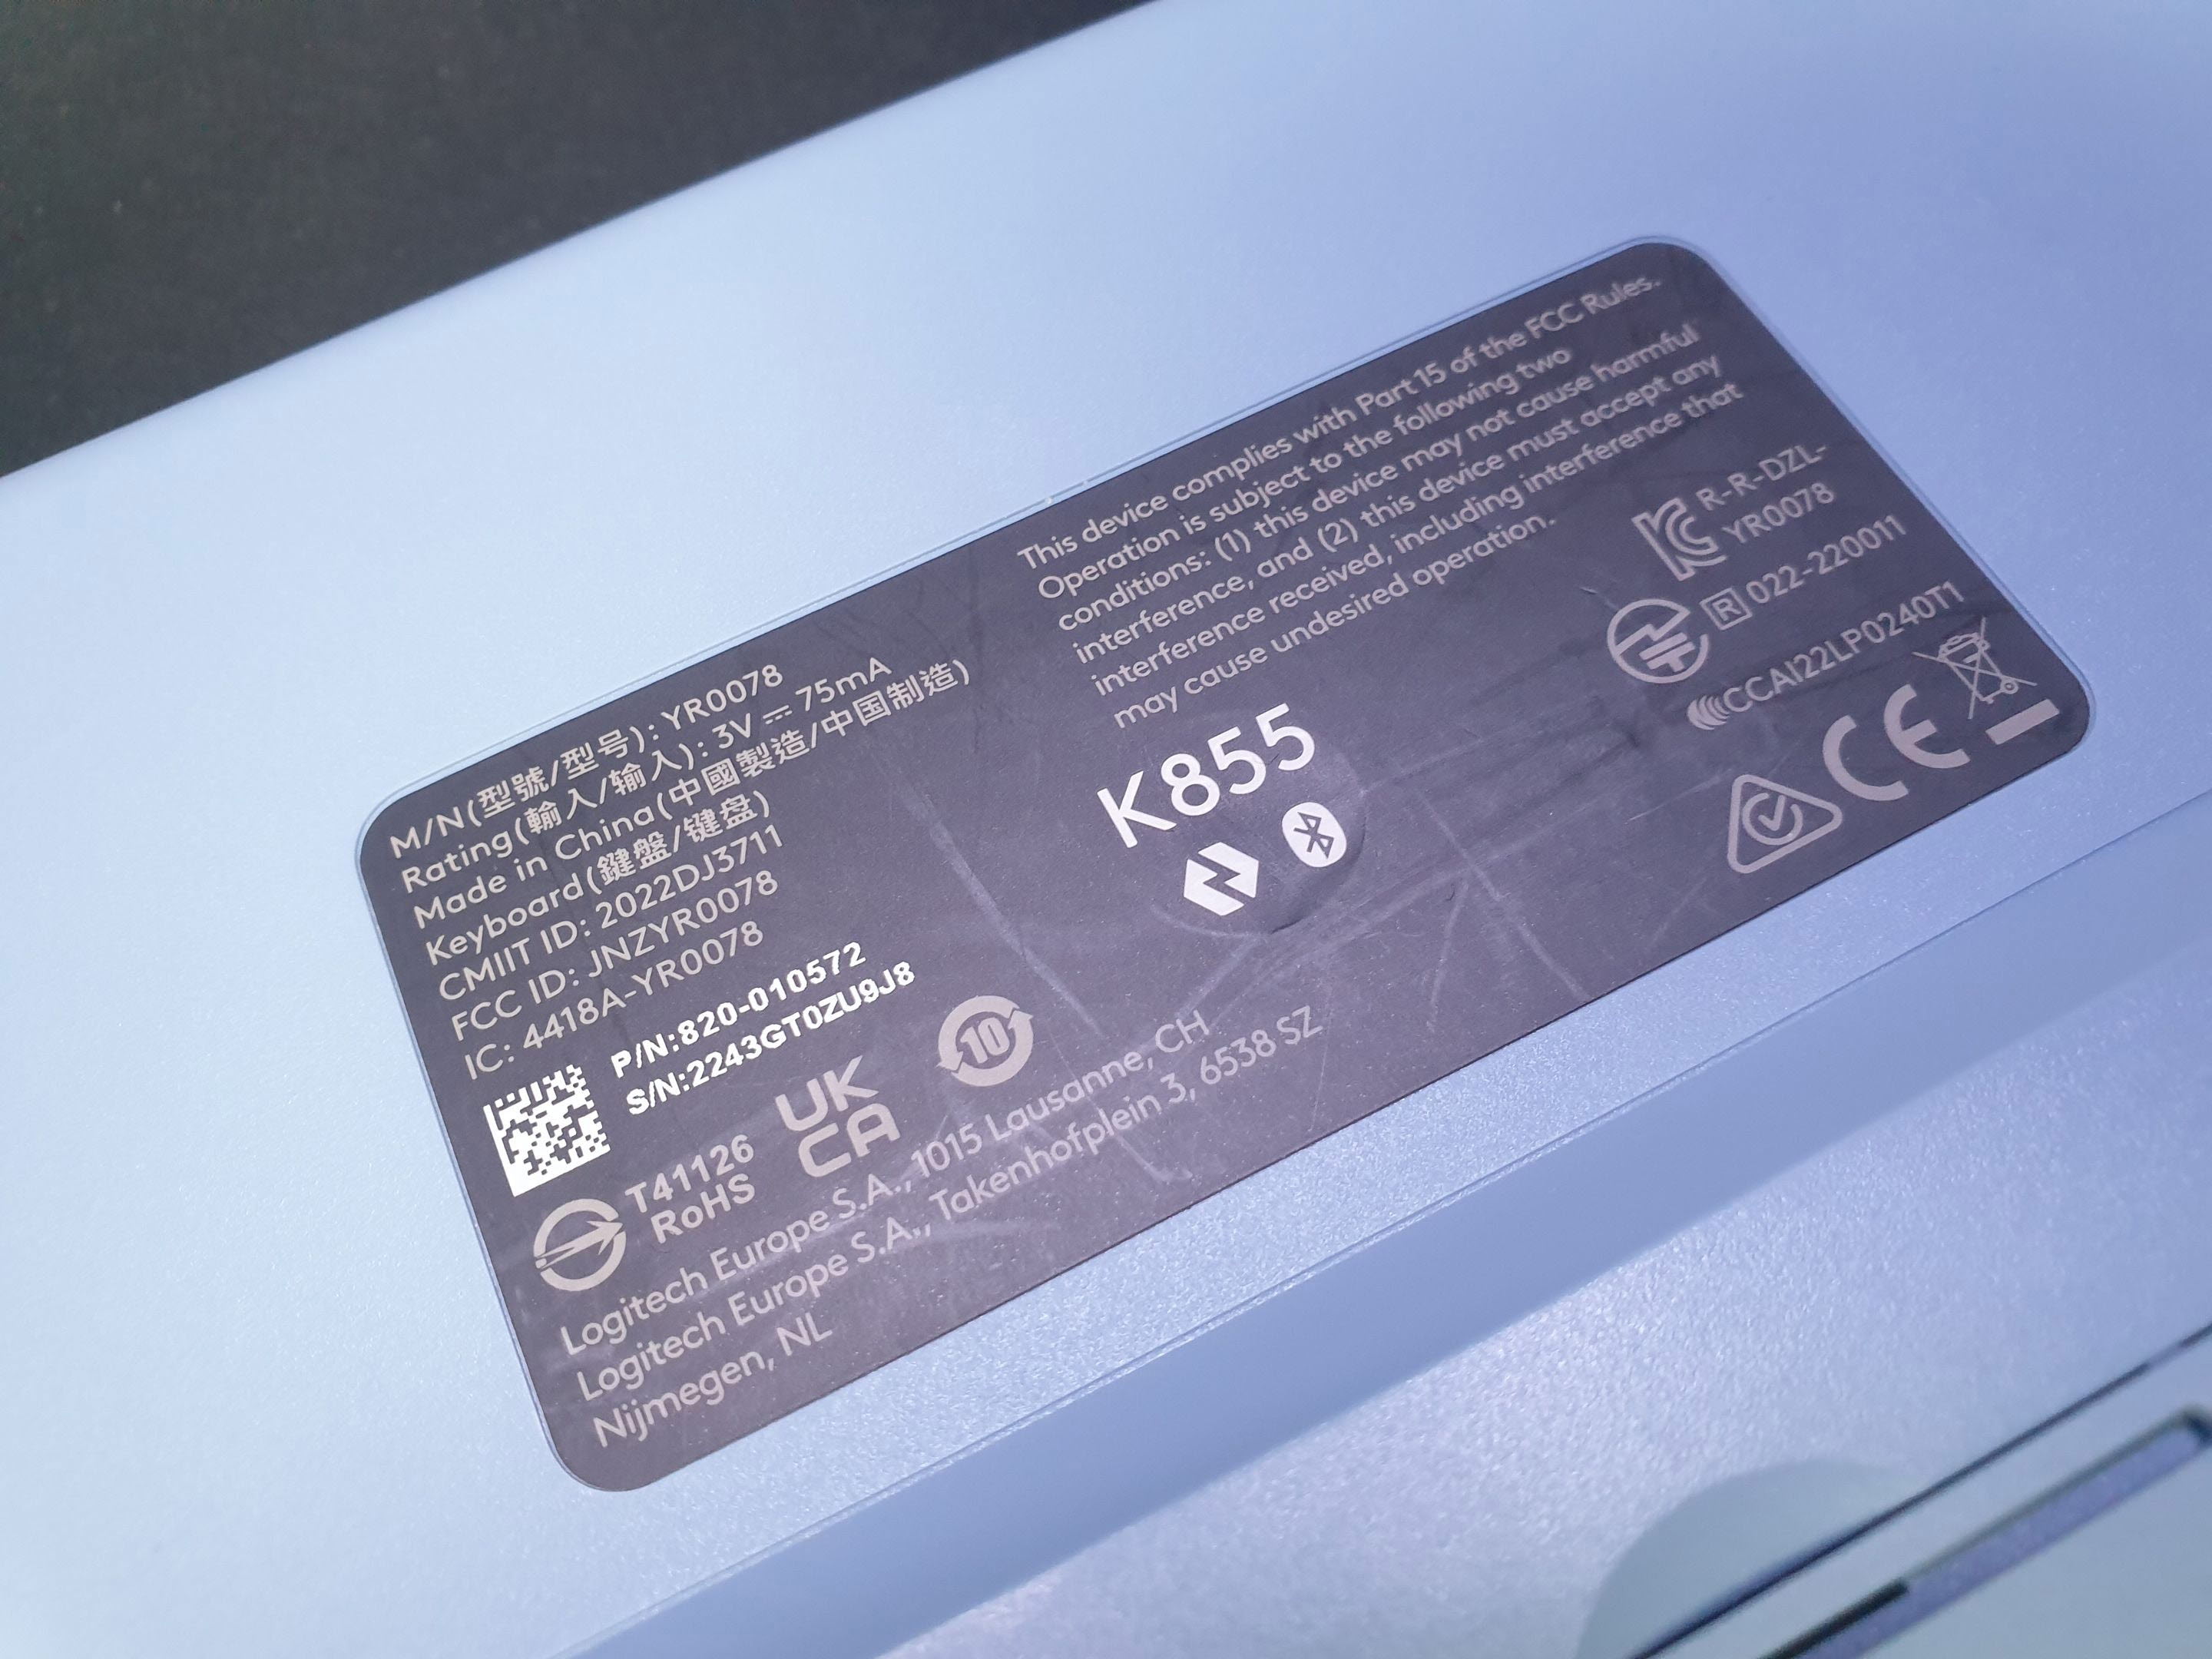 M/N(型號/型号): YR0078
Rating(輸入/输入): 3V ⎓ 75mA
Made in China(中國製造/中国制造)
Keyboard(鍵盤/键盘)
CMIIT ID: 2022DJ3711
FCC ID: JNZYR0078
IC: 4418A-YR0078
P/N:820-010572
S/N:2243GT0ZU9J8
T41126
RoHS
UK
CA
10
Logitech Europe S.A., 1015 Lausanne, CH
Logitech Europe S.A., Takenhofplein 3, 6538 SZ
Nijmegen, NL
This device complies with Part 15 of the FCC Rules.
Operation is subject to the following two
conditions: (1) this device may not cause harmful
interference, and (2) this device must accept any
interference received, including interference that
may cause undesired operation.
K855
R-R-DZL-
YR0078
R 022-220011
CCAI22LP0240T1
CE